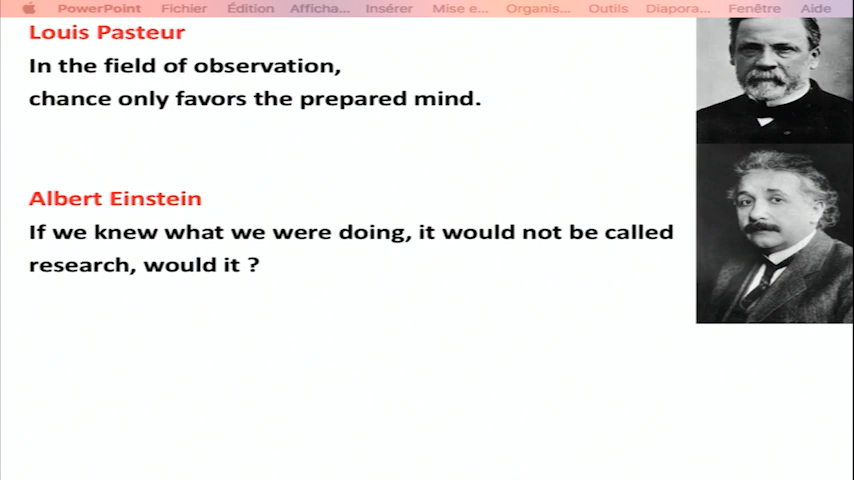 PowerPoint Fichier Édition Afficha... Insérer Mise e... Organis... Outils Diapora... Fenêtre Aide
Louis Pasteur
In the field of observation,
chance only favors the prepared mind.
Albert Einstein
If we knew what we were doing, it would not be called
research, would it ?